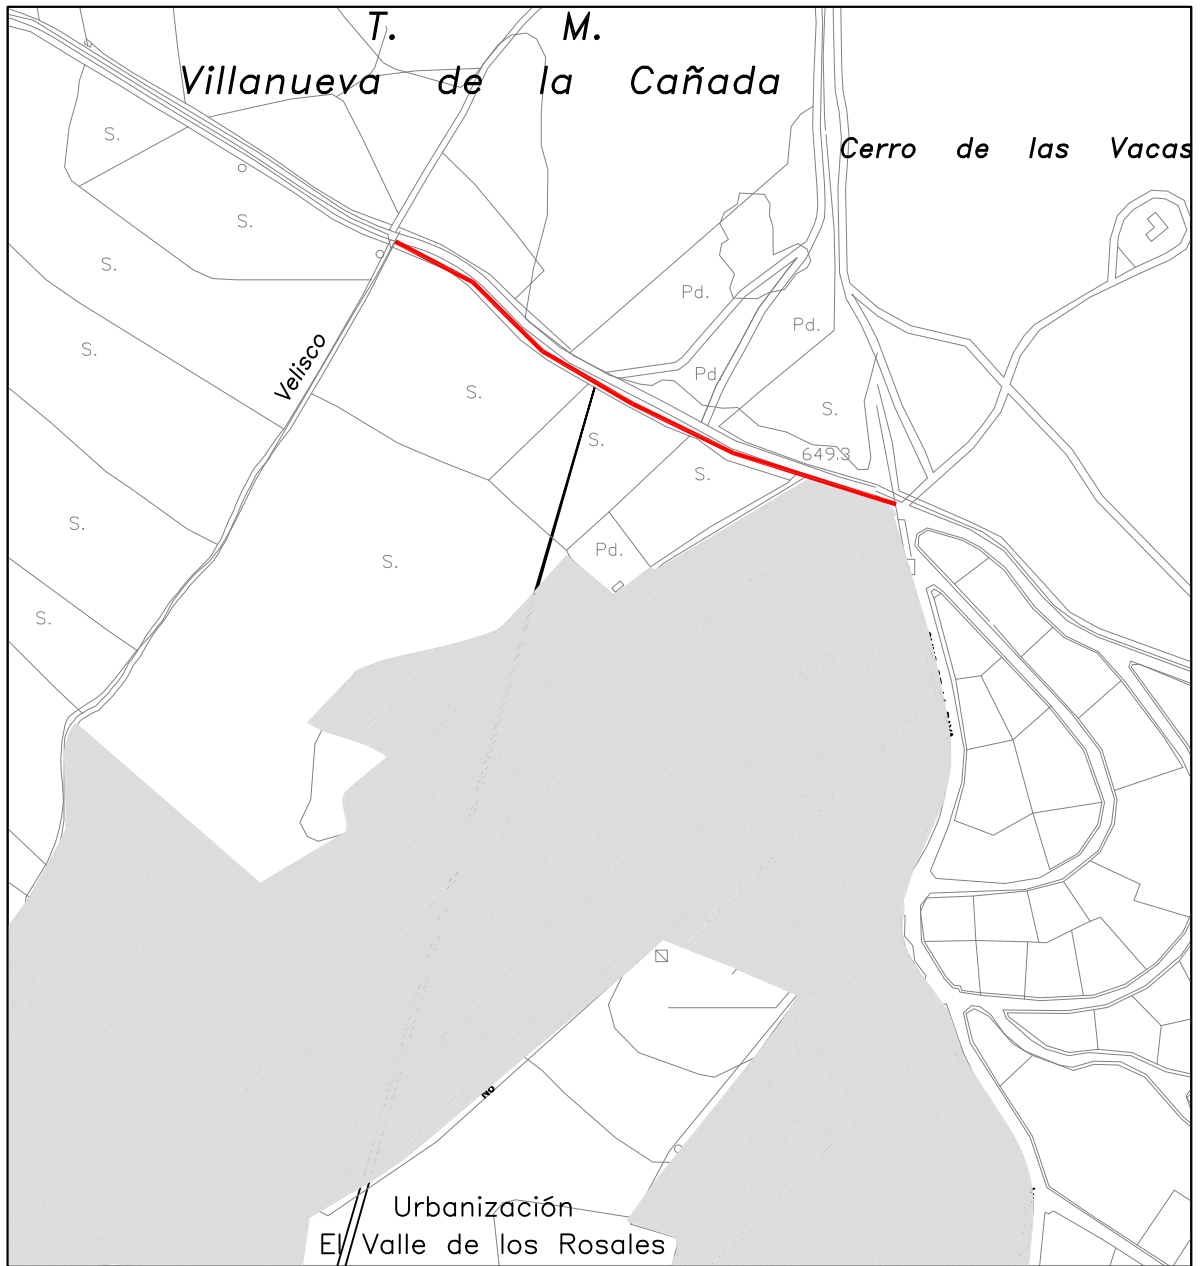 T. M.
Villanueva de la Cañada
S.
Cerro de las Vacas
S.
S.
Pd.
Pd.
S.
Velisco
Pd.
S.
S.
S.
649.3
S.
S.
Pd.
S.
S.
Urbanización
El Valle de los Rosales